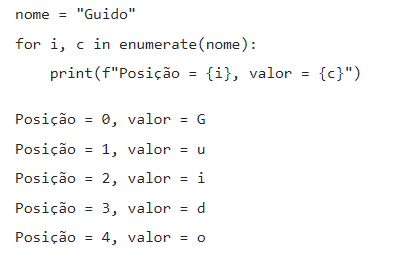 nome = "Guido"
for i, c in enumerate(nome):
    print(f"Posição = {i}, valor = {c}")
Posição = 0, valor = G
Posição = 1, valor = u
Posição = 2, valor = i
Posição = 3, valor = d
Posição = 4, valor = o